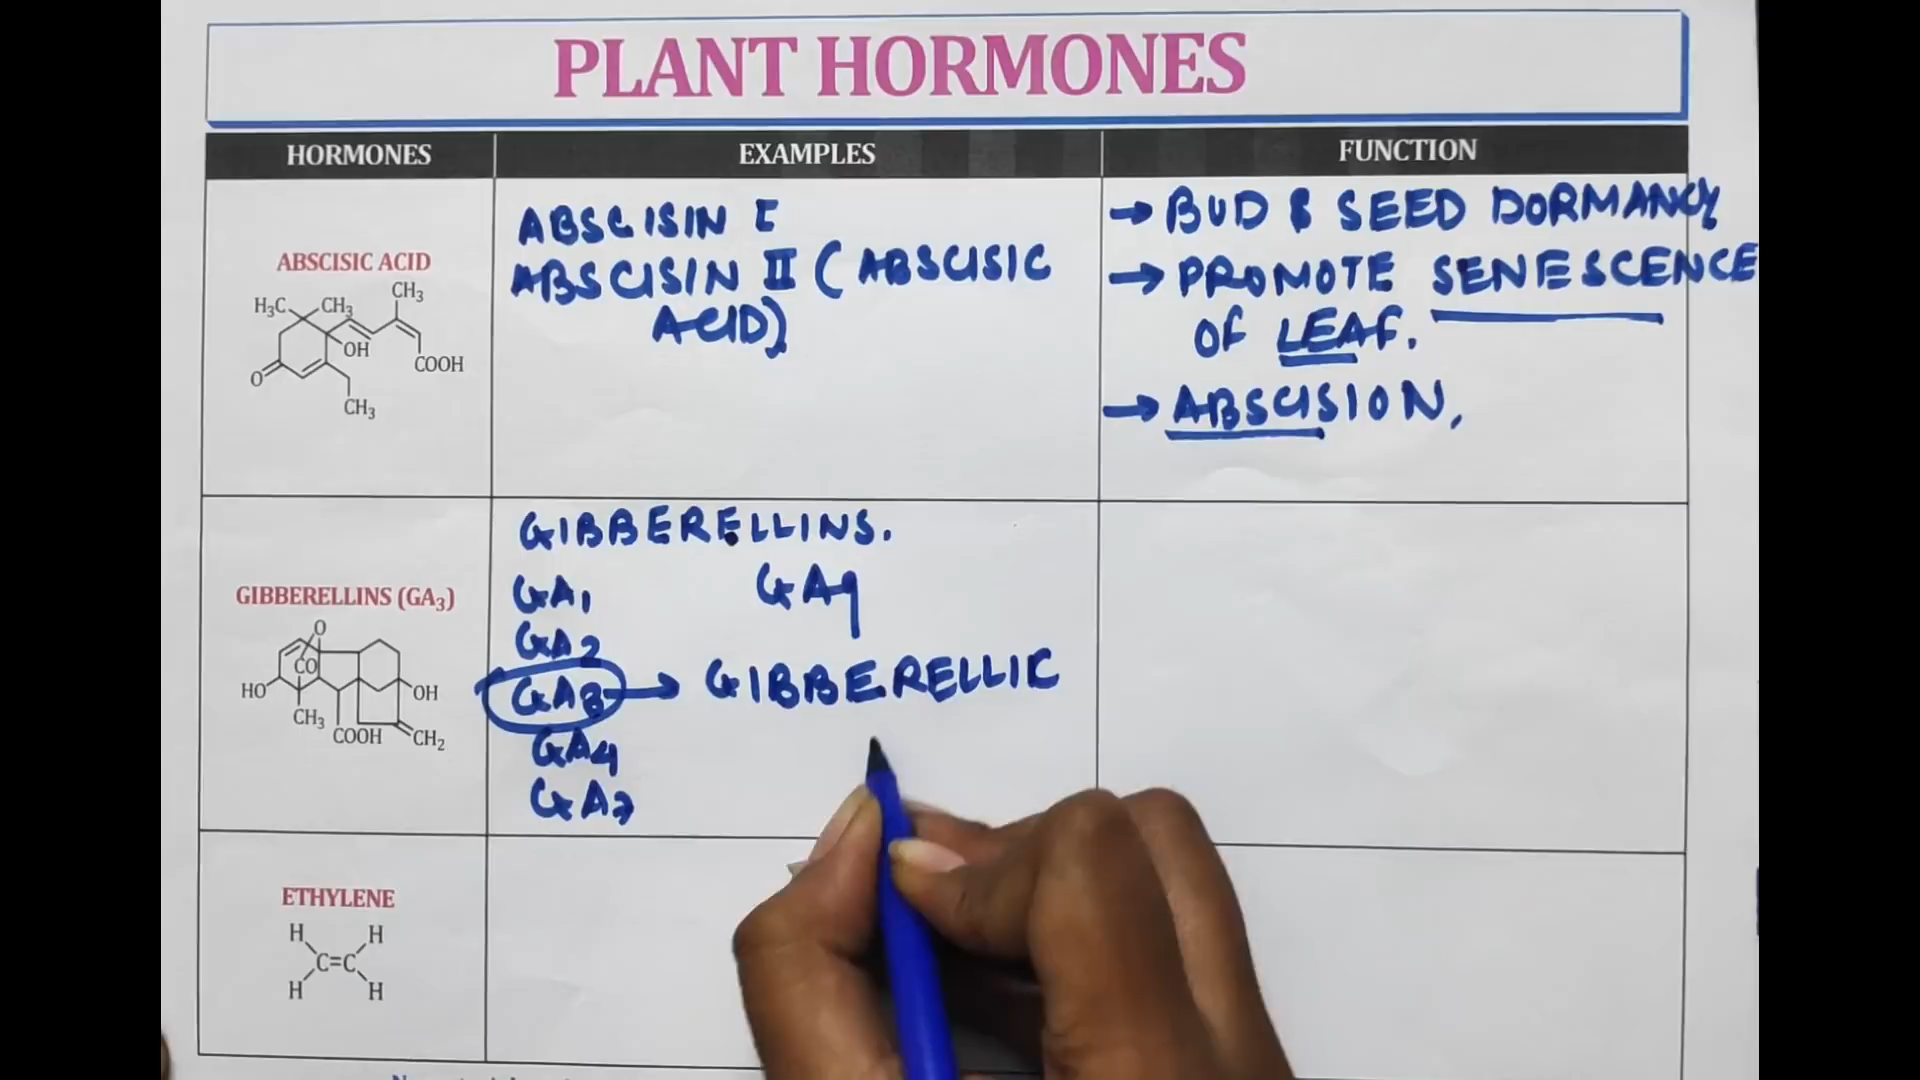 PLANT HORMONES
HORMONES EXAMPLES FUNCTION
ABSCISIC ACID
H₃C CH₃ CH₃
OH
COOH
O
CH₃
ABSCISIN I
ABSCISIN II (ABSCISIC
ACID)
→ BUD & SEED DORMANCY
→ PROMOTE SENESCENCE
OF LEAF.
→ ABSCISION,
GIBBERELLINS (GA₃)
O
CO
HO OH
CH₃
COOH CH₂
GIBBERELLINS.
GA₁ GA9
GA₂
GA₃ → GIBBERELLIC
GA₄
GA₇
ETHYLENE
H H
C=C
H H